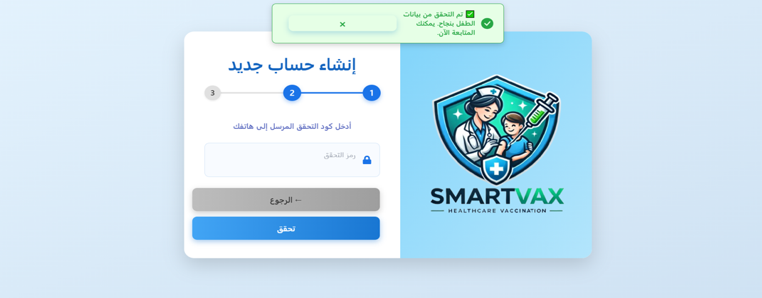 ✅ تم التحقق من بيانات
الطفل بنجاح. يمكنك
المتابعة الآن.
×
إنشاء حساب جديد
1
2
3
أدخل كود التحقق المرسل إلى هاتفك
رمز التحقق
← الرجوع
تحقق
SMARTVAX
HEALTHCARE VACCINATION